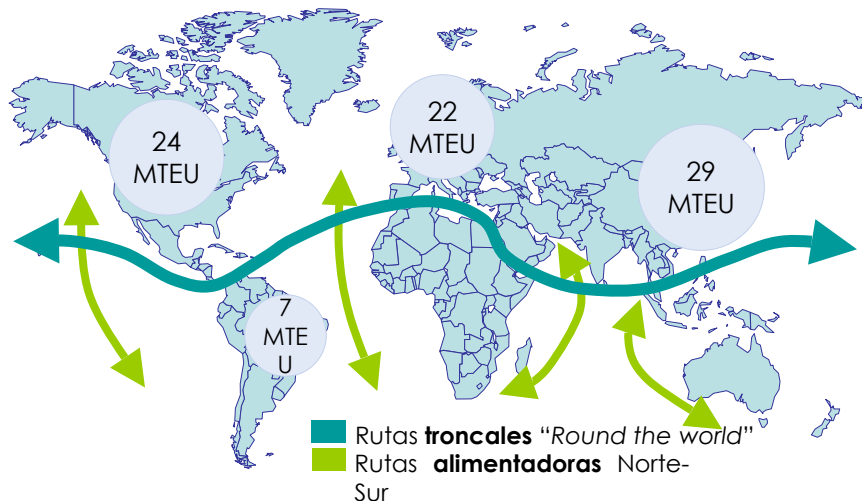 24
MTEU
22
MTEU
29
MTEU
7
MTE
U
Rutas troncales “Round the world”
Rutas alimentadoras Norte-
Sur